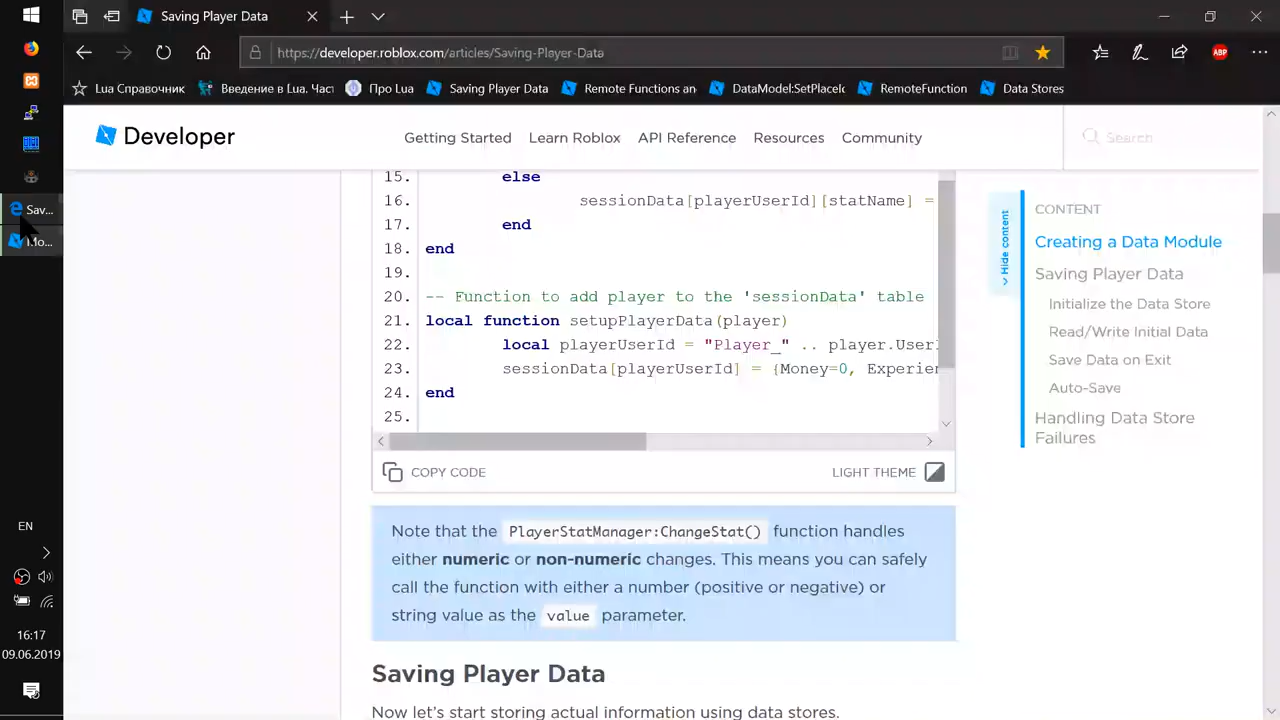 Saving Player Data
https://developer.roblox.com/articles/Saving-Player-Data
ABP
Lua Справочник
Введение в Lua. Част
Про Lua
Saving Player Data
Remote Functions an
DataModel:SetPlaceIc
RemoteFunction
Data Stores
Developer
Getting Started
Learn Roblox
API Reference
Resources
Community
Search
15. else
16. sessionData[playerUserId][statName] =
17. end
18. end
19.
20. -- Function to add player to the 'sessionData' table
21. local function setupPlayerData(player)
22. local playerUserId = "Player_" .. player.UserI
23. sessionData[playerUserId] = {Money=0, Experien
24. end
25.
COPY CODE
LIGHT THEME
Note that the PlayerStatManager:ChangeStat() function handles
either numeric or non-numeric changes. This means you can safely
call the function with either a number (positive or negative) or
string value as the value parameter.
Saving Player Data
Now let's start storing actual information using data stores.
Hide content
CONTENT
Creating a Data Module
Saving Player Data
Initialize the Data Store
Read/Write Initial Data
Save Data on Exit
Auto-Save
Handling Data Store
Failures
Sav...
EN
16:17
09.06.2019